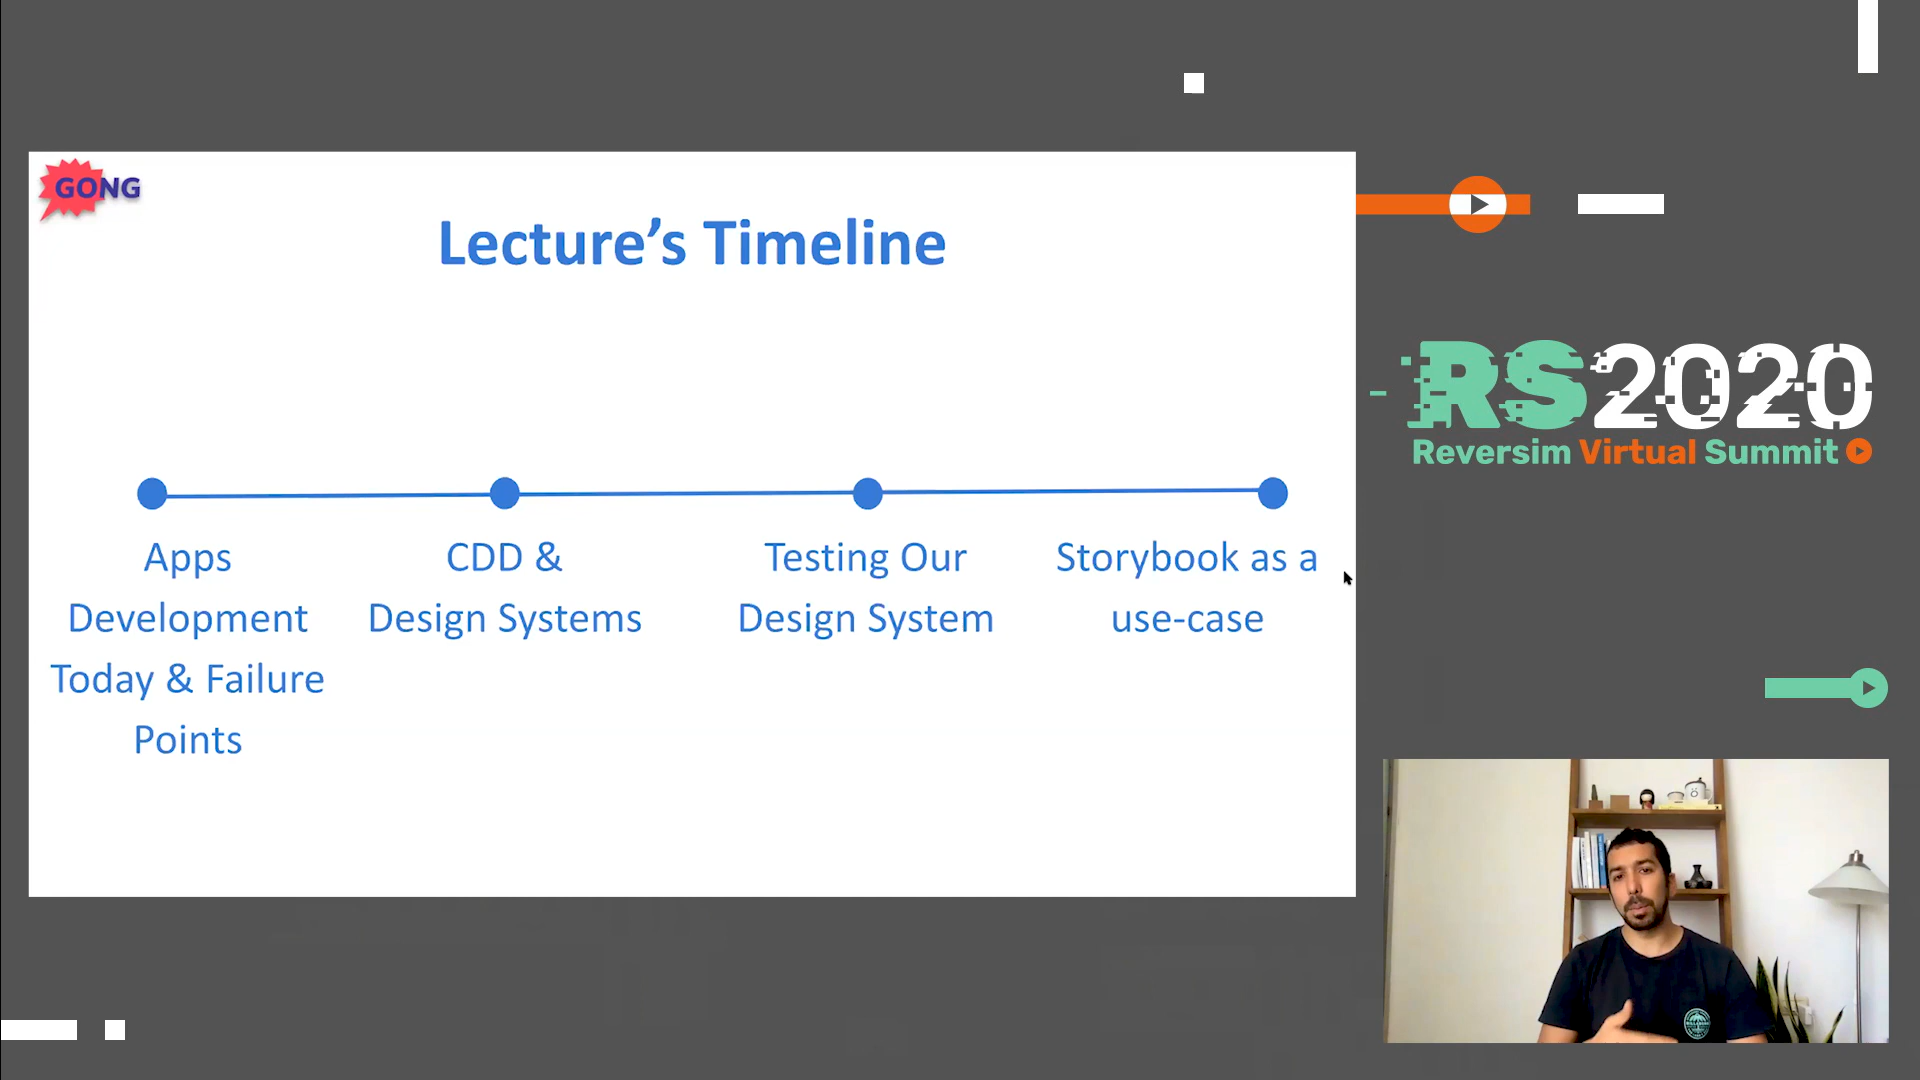 GONG
Lecture’s Timeline
Apps
Development
Today & Failure
Points
CDD &
Design Systems
Testing Our
Design System
Storybook as a
use-case
RS2020
Reversim Virtual Summit